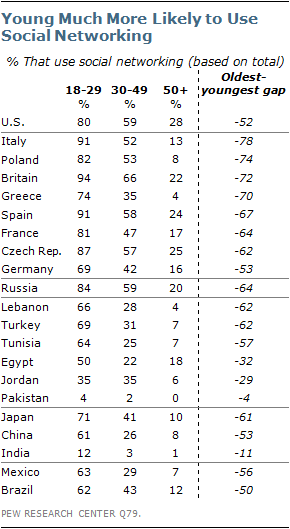 Young Much More Likely to Use
Social Networking
% That use social networking (based on total)
18-29 30-49 50+ Oldest-
youngest gap
% % %
U.S. 80 59 28 -52
Italy 91 52 13 -78
Poland 82 53 8 -74
Britain 94 66 22 -72
Greece 74 35 4 -70
Spain 91 58 24 -67
France 81 47 17 -64
Czech Rep. 87 57 25 -62
Germany 69 42 16 -53
Russia 84 59 20 -64
Lebanon 66 28 4 -62
Turkey 69 31 7 -62
Tunisia 64 25 7 -57
Egypt 50 22 18 -32
Jordan 35 35 6 -29
Pakistan 4 2 0 -4
Japan 71 41 10 -61
China 61 26 8 -53
India 12 3 1 -11
Mexico 63 29 7 -56
Brazil 62 43 12 -50
PEW RESEARCH CENTER Q79.